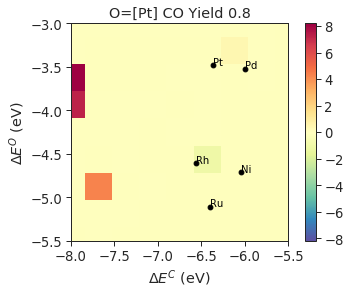 O=[Pt] CO Yield 0.8
−3.0
−3.5
−4.0
−4.5
−5.0
−5.5
ΔE^O (eV)
Pt
Pd
Rh
Ni
Ru
−8.0 −7.5 −7.0 −6.5 −6.0 −5.5
ΔE^C (eV)
8
6
4
2
0
−2
−4
−6
−8